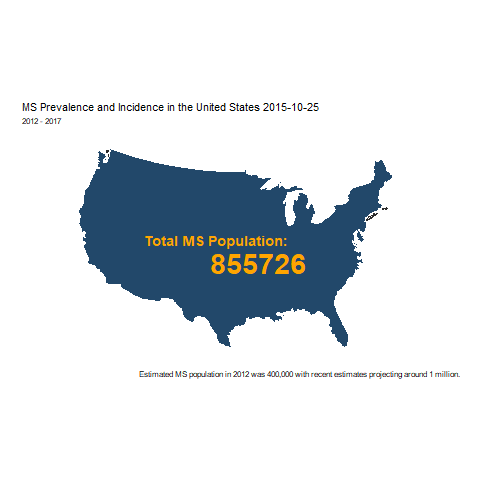 MS Prevalence and Incidence in the United States 2015-10-25
2012 - 2017
Total MS Population:
855726
Estimated MS population in 2012 was 400,000 with recent estimates projecting around 1 million.